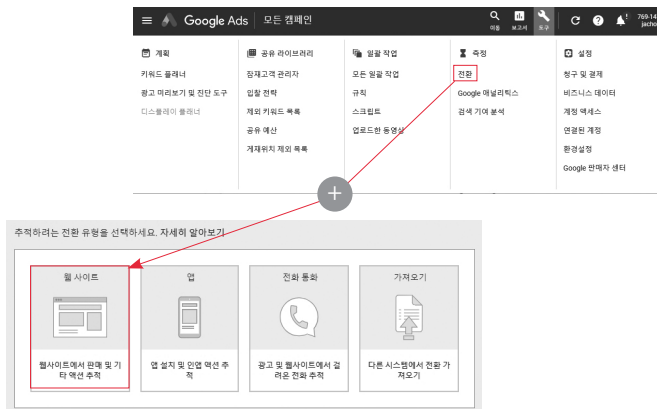 Google Ads 모든 캠페인
이동 보고서 도구
769-14
jacho
계획
키워드 플래너
광고 미리보기 및 진단 도구
디스플레이 플래너
공유 라이브러리
잠재고객 관리자
입찰 전략
제외 키워드 목록
공유 예산
게재위치 제외 목록
일괄 작업
모든 일괄 작업
규칙
스크립트
업로드한 동영상
측정
전환
Google 애널리틱스
검색 기여 분석
설정
청구 및 결제
비즈니스 데이터
계정 액세스
연결된 계정
환경설정
Google 판매자 센터
추적하려는 전환 유형을 선택하세요. 자세히 알아보기
웹 사이트
웹사이트에서 판매 및 기
타 액션 추적
앱
앱 설치 및 인앱 액션 추
적
전화 통화
광고 및 웹사이트에서 걸
려온 전화 추적
가져오기
다른 시스템에서 전환 가
져오기